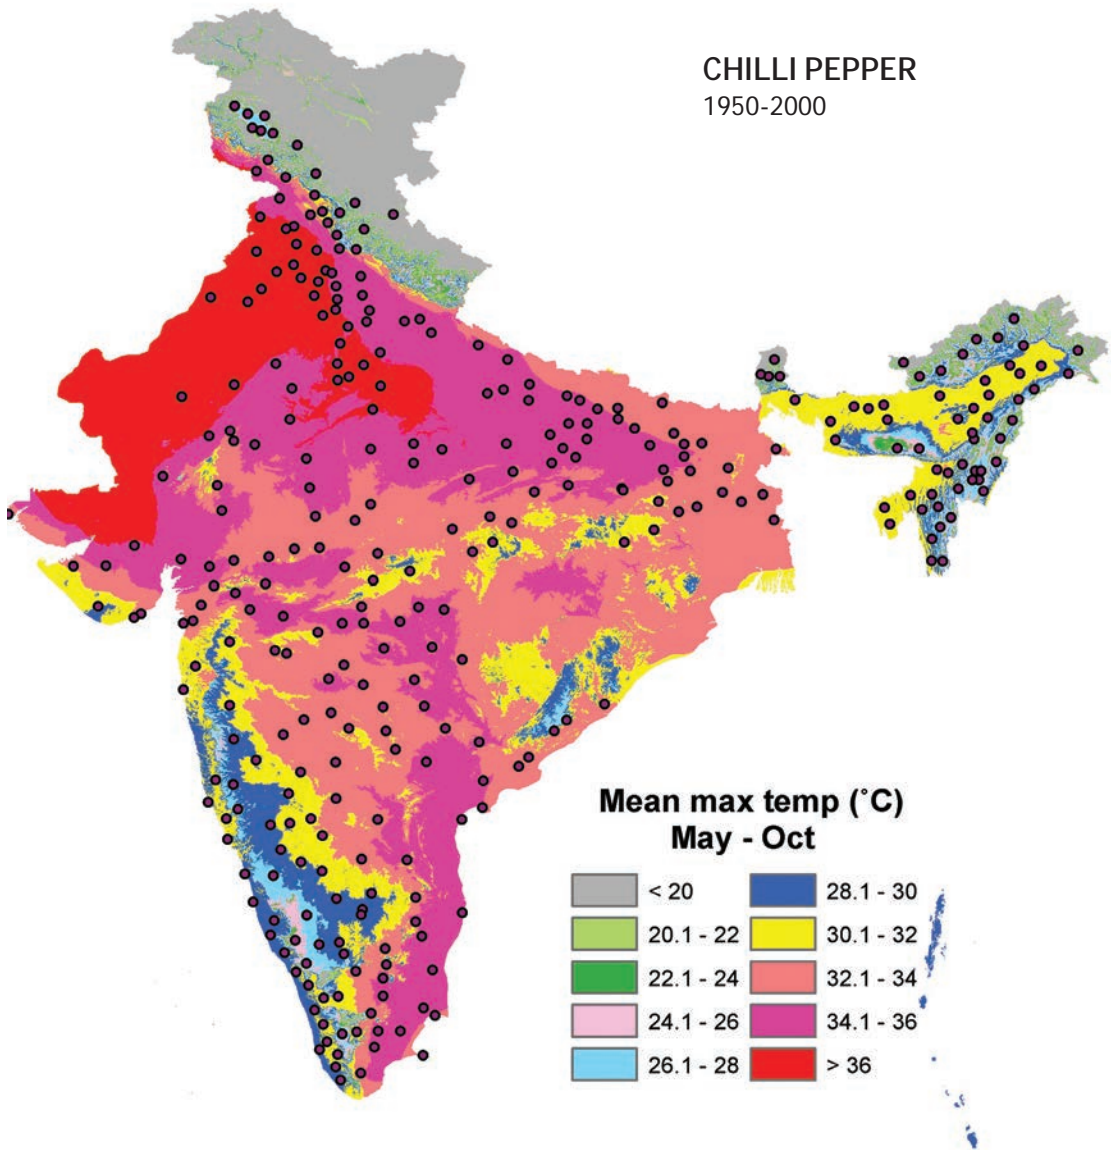 CHILLI PEPPER
1950-2000
Mean max temp (˚C)
May - Oct
< 20
28.1 - 30
20.1 - 22
30.1 - 32
22.1 - 24
32.1 - 34
24.1 - 26
34.1 - 36
26.1 - 28
> 36